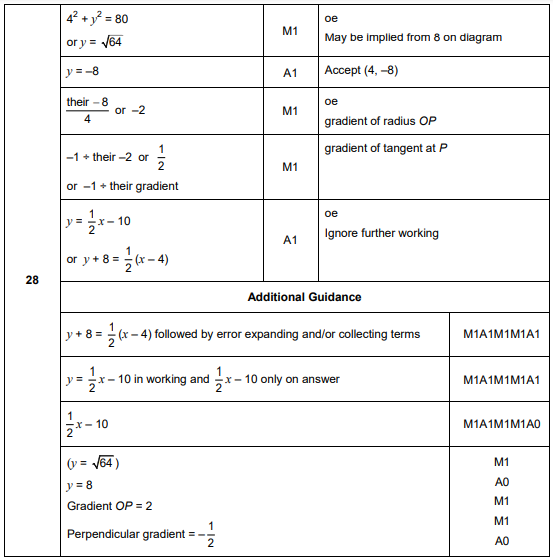 4² + y² = 80
or y = √64
M1
oe
May be implied from 8 on diagram
y = –8
A1
Accept (4, –8)
their – 8 / 4 or –2
M1
oe
gradient of radius OP
–1 ÷ their –2 or 1/2
or –1 ÷ their gradient
M1
gradient of tangent at P
y = 1/2 x – 10
or y + 8 = 1/2 (x – 4)
A1
oe
Ignore further working
28
Additional Guidance
y + 8 = 1/2 (x – 4) followed by error expanding and/or collecting terms
M1A1M1M1A1
y = 1/2 x – 10 in working and 1/2 x – 10 only on answer
M1A1M1M1A1
1/2 x – 10
M1A1M1M1A0
(y = √64 )
M1
y = 8
A0
Gradient OP = 2
M1
Perpendicular gradient = – 1/2
M1
A0